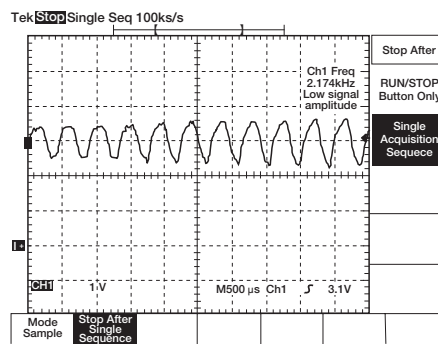 Tek Stop Single Seq 100ks/s
Stop After
Ch1 Freq
2.174kHz
Low signal
amplitude
RUN/STOP
Button Only
Single
Acquisition
Sequece
CH1 1·V M500 µs Ch1 3.1V
Mode
Sample
Stop After
Single
Sequence